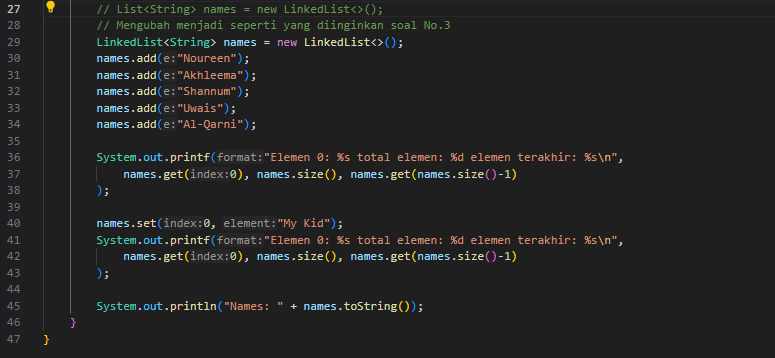 27 // List<String> names = new LinkedList<>();
28 // Mengubah menjadi seperti yang diinginkan soal No.3
29 LinkedList<String> names = new LinkedList<>();
30 names.add(e:"Noureen");
31 names.add(e:"Akhleema");
32 names.add(e:"Shannum");
33 names.add(e:"Uwais");
34 names.add(e:"Al-Qarni");
35
36 System.out.printf(format:"Elemen 0: %s total elemen: %d elemen terakhir: %s\n",
37 names.get(index:0), names.size(), names.get(names.size()-1)
38 );
39
40 names.set(index:0, element:"My Kid");
41 System.out.printf(format:"Elemen 0: %s total elemen: %d elemen terakhir: %s\n",
42 names.get(index:0), names.size(), names.get(names.size()-1)
43 );
44
45 System.out.println("Names: " + names.toString());
46 }
47 }